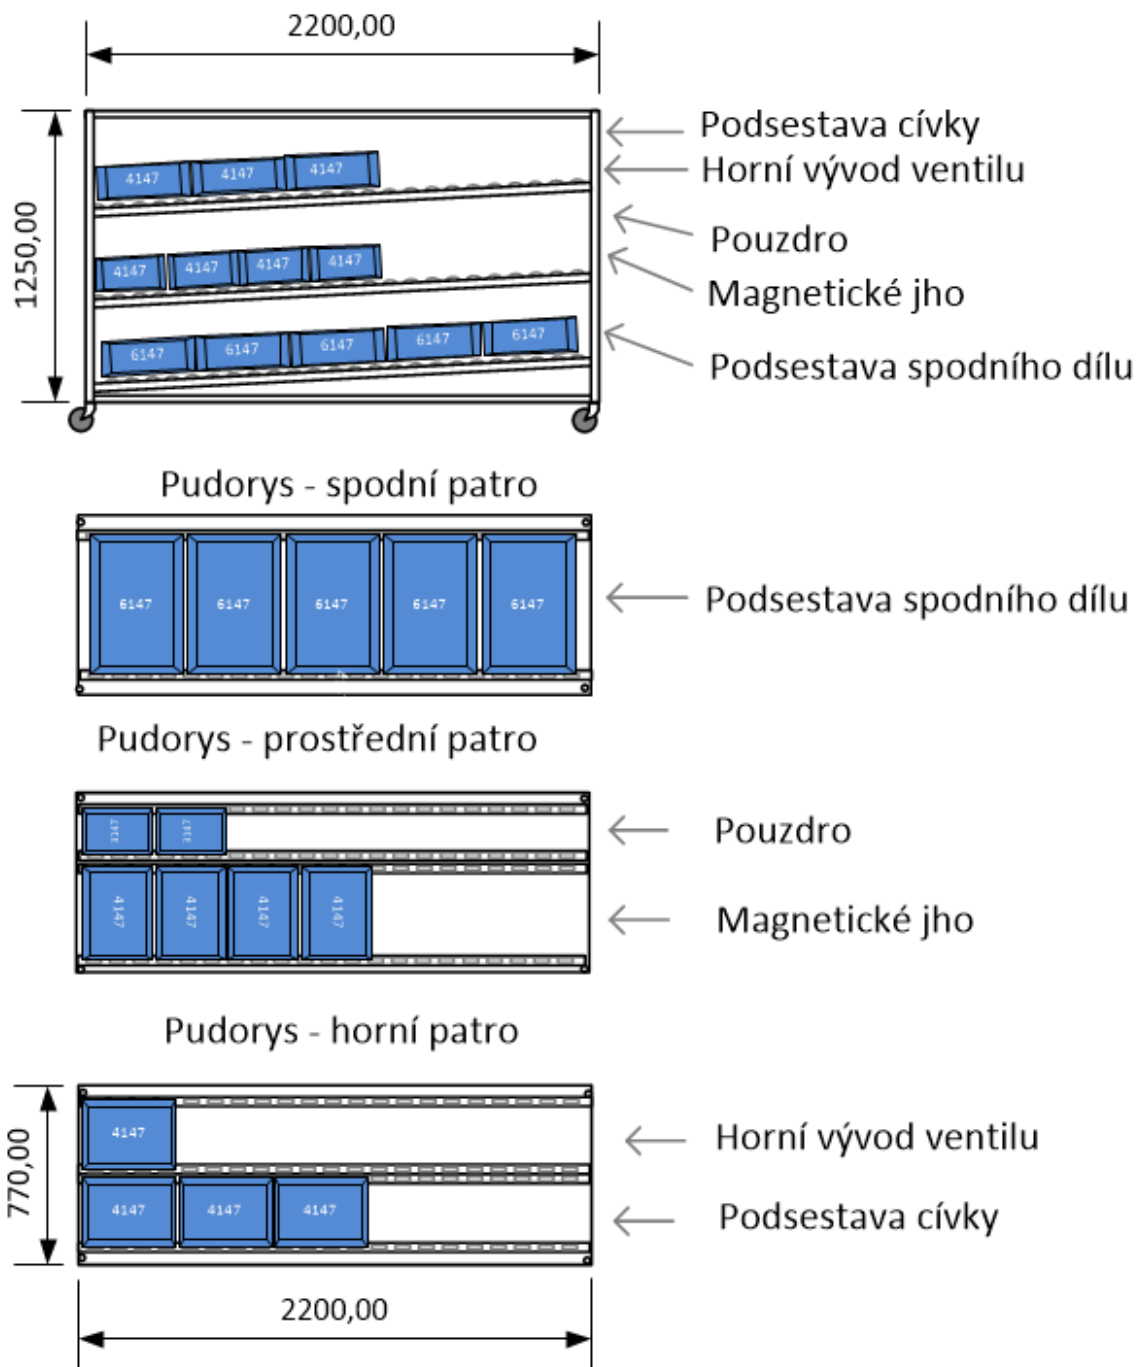 2200,00
1250,00
Podsestava cívky
Horní vývod ventilu
Pouzdro
Magnetické jho
Podsestava spodního dílu
4147 4147 4147
4147 4147 4147 4147
6147 6147 6147 6147 6147
Pudorys - spodní patro
6147 6147 6147 6147 6147
Podsestava spodního dílu
Pudorys - prostřední patro
3147 3147
Pouzdro
4147 4147 4147 4147
Magnetické jho
Pudorys - horní patro
770,00
4147
Horní vývod ventilu
4147 4147 4147
Podsestava cívky
2200,00